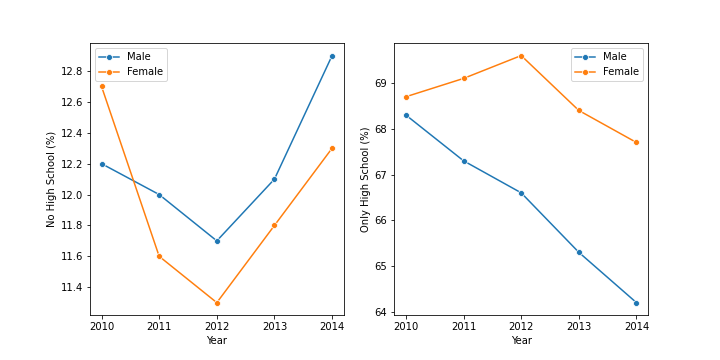 Male
Female
12.8
12.6
12.4
12.2
12.0
11.8
11.6
11.4
No High School (%)
2010 2011 2012 2013 2014
Year
Male
Female
69
68
67
66
65
64
Only High School (%)
2010 2011 2012 2013 2014
Year